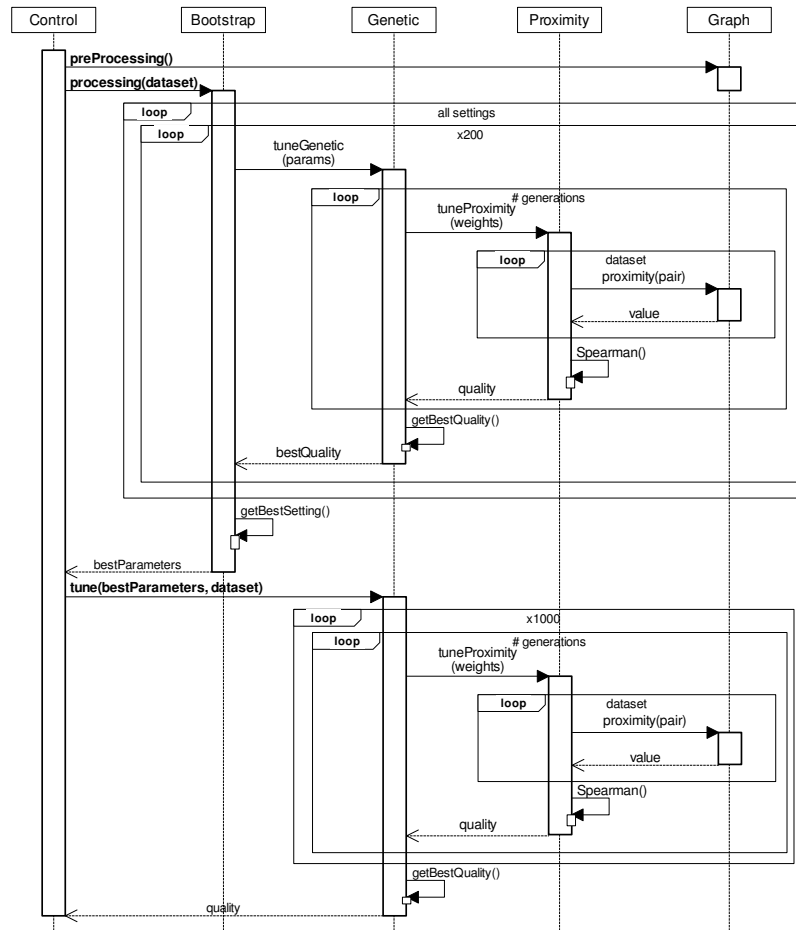 Control Bootstrap Genetic Proximity Graph
preProcessing()
processing(dataset)
loop all settings
loop x200
tuneGenetic
(params)
loop # generations
tuneProximity
(weights)
loop dataset
proximity(pair)
value
Spearman()
quality
getBestQuality()
bestQuality
getBestSetting()
bestParameters
tune(bestParameters, dataset)
loop x1000
loop # generations
tuneProximity
(weights)
loop dataset
proximity(pair)
value
Spearman()
quality
getBestQuality()
quality